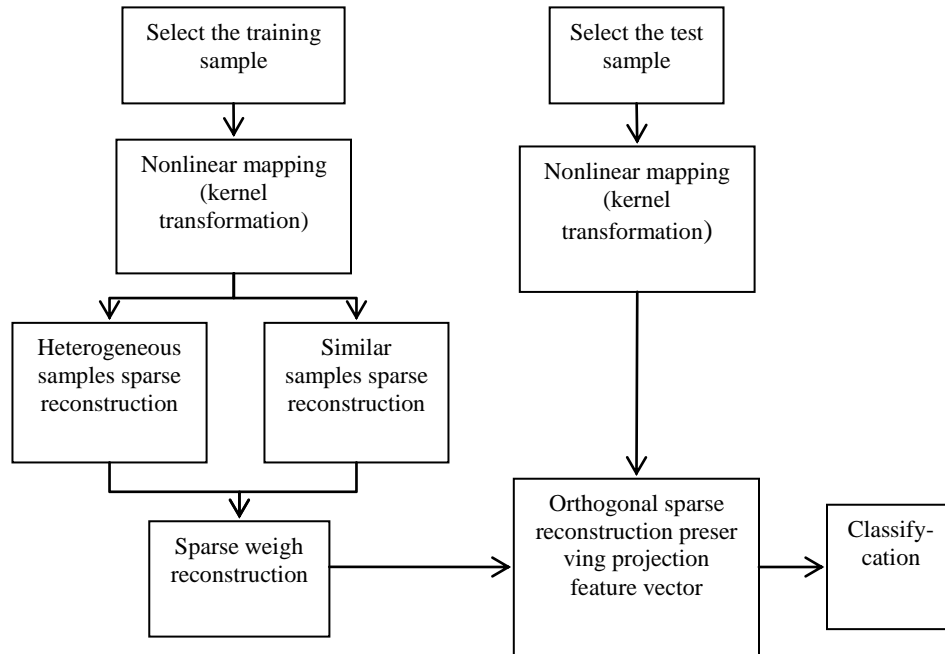 Select the training
sample
Select the test
sample
Nonlinear mapping
(kernel
transformation)
Nonlinear mapping
(kernel
transformation)
Heterogeneous
samples sparse
reconstruction
Similar
samples sparse
reconstruction
Sparse weigh
reconstruction
Orthogonal sparse
reconstruction preser
ving projection
feature vector
Classify-
cation